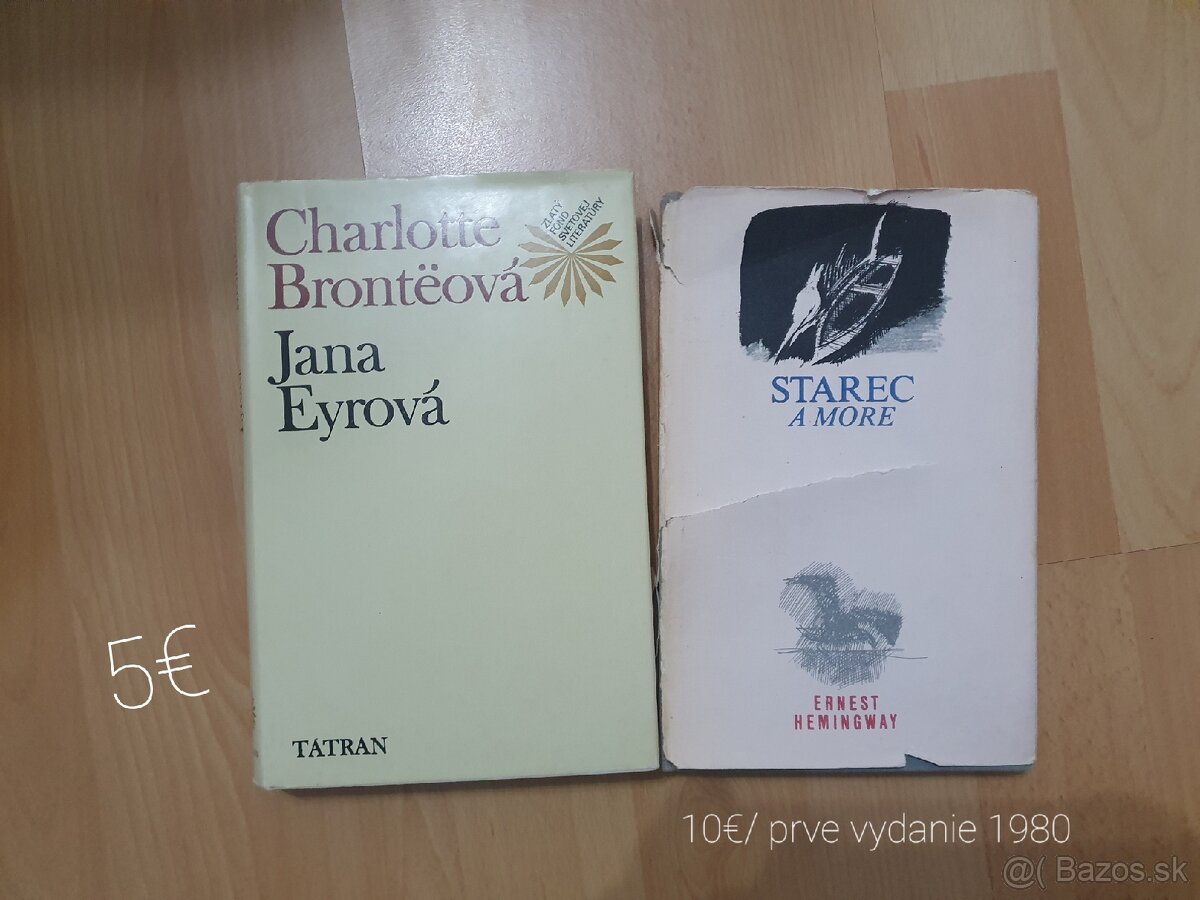 Charlotte
Brontëová
Jana
Eyrová
ZLATÝ
FOND
SVETOVEJ
LITERATÚRY
TATRAN
5€
STAREC
A MORE
ERNEST
HEMINGWAY
10€/ prve vydanie 1980
@( Bazos.sk